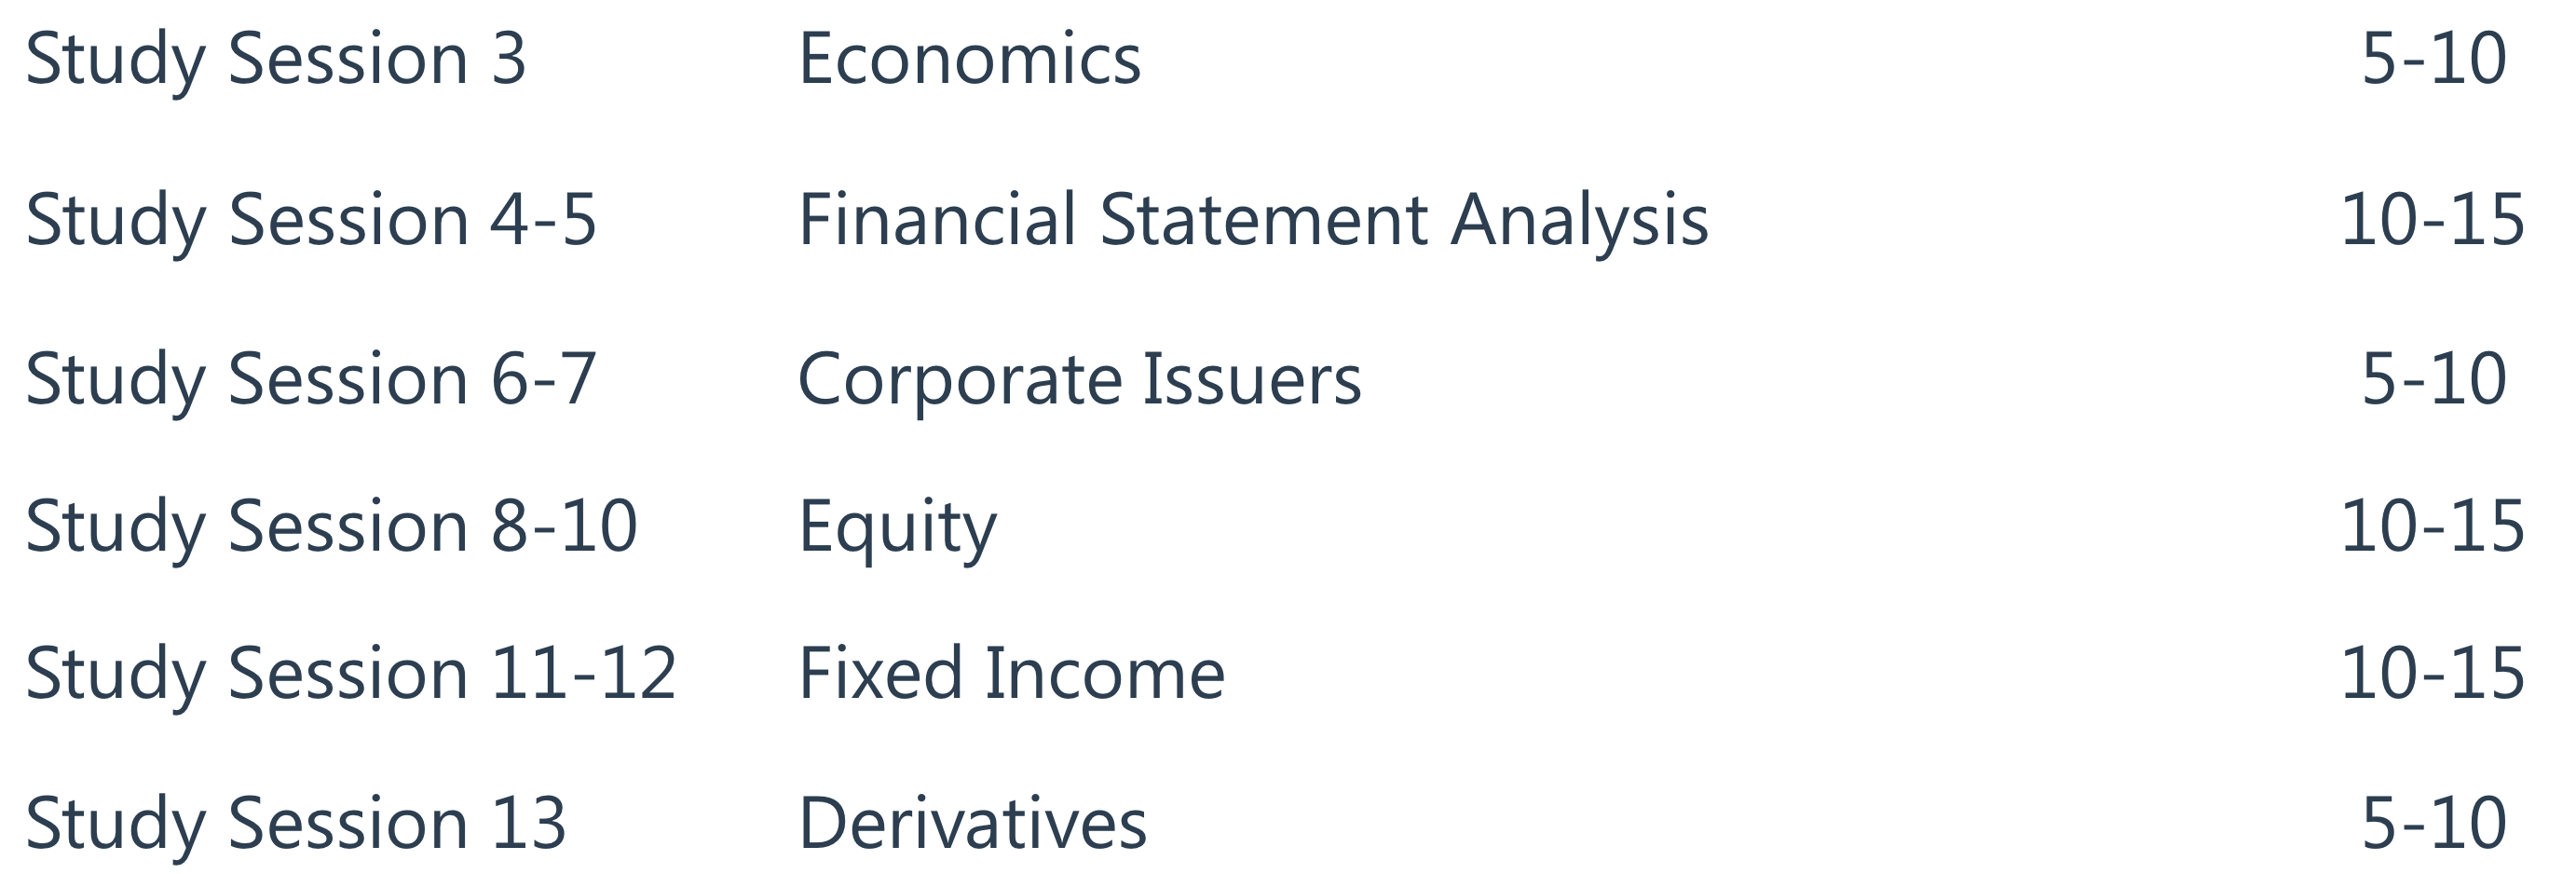 Study Session 3 Economics 5-10
Study Session 4-5 Financial Statement Analysis 10-15
Study Session 6-7 Corporate Issuers 5-10
Study Session 8-10 Equity 10-15
Study Session 11-12 Fixed Income 10-15
Study Session 13 Derivatives 5-10